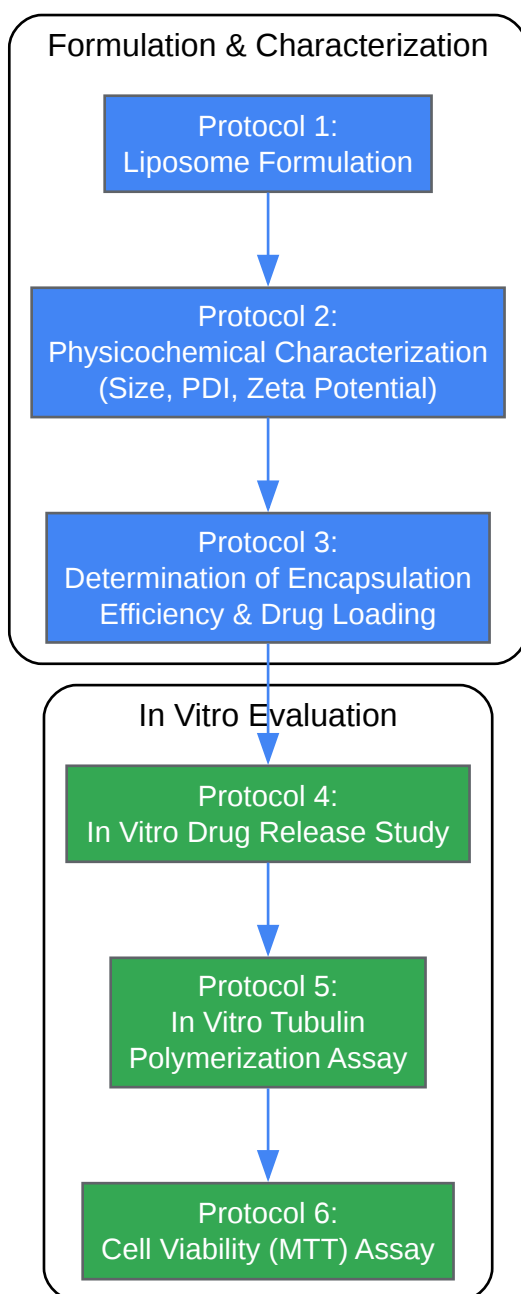 Formulation & Characterization
Protocol 1:
Liposome Formulation
Protocol 2:
Physicochemical Characterization
(Size, PDI, Zeta Potential)
Protocol 3:
Determination of Encapsulation
Efficiency & Drug Loading
In Vitro Evaluation
Protocol 4:
In Vitro Drug Release Study
Protocol 5:
In Vitro Tubulin
Polymerization Assay
Protocol 6:
Cell Viability (MTT) Assay